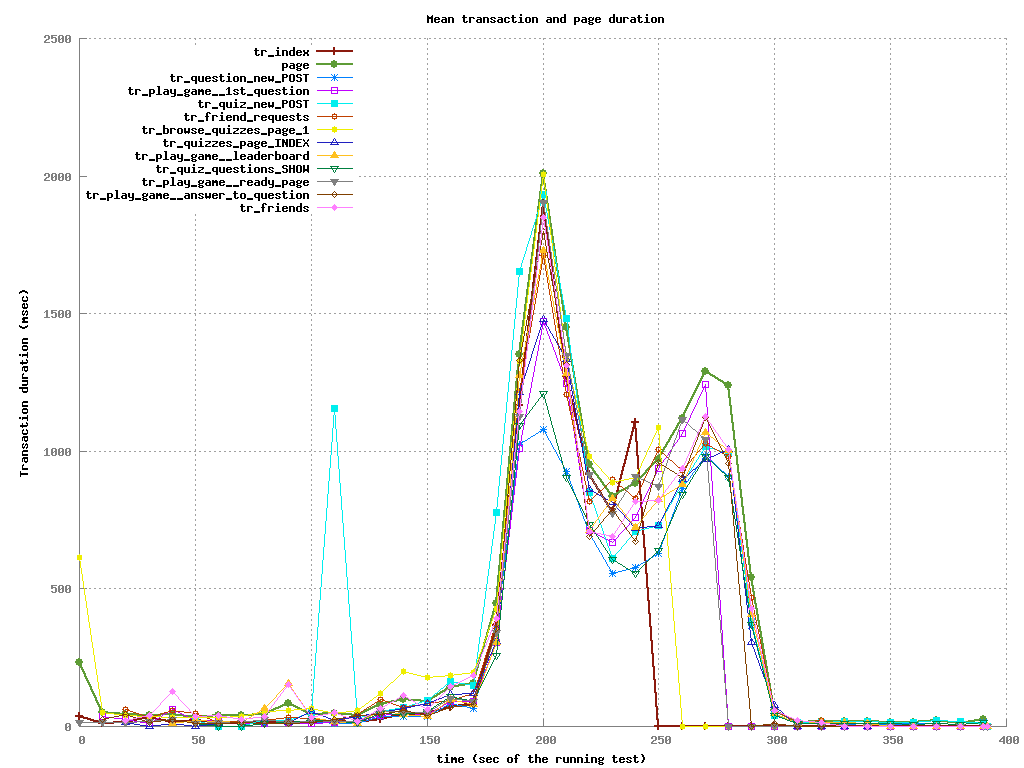 Mean transaction and page duration
2500
2000
1500
1000
500
0
Transaction duration (msec)
tr_index
page
tr_question_new_POST
tr_play_game__1st_question
tr_quiz_new_POST
tr_friend_requests
tr_browse_quizzes_page_1
tr_quizzes_page_INDEX
tr_play_game__leaderboard
tr_quiz_questions_SHOW
tr_play_game__ready_page
tr_play_game__answer_to_question
tr_friends
0 50 100 150 200 250 300 350 400
time (sec of the running test)